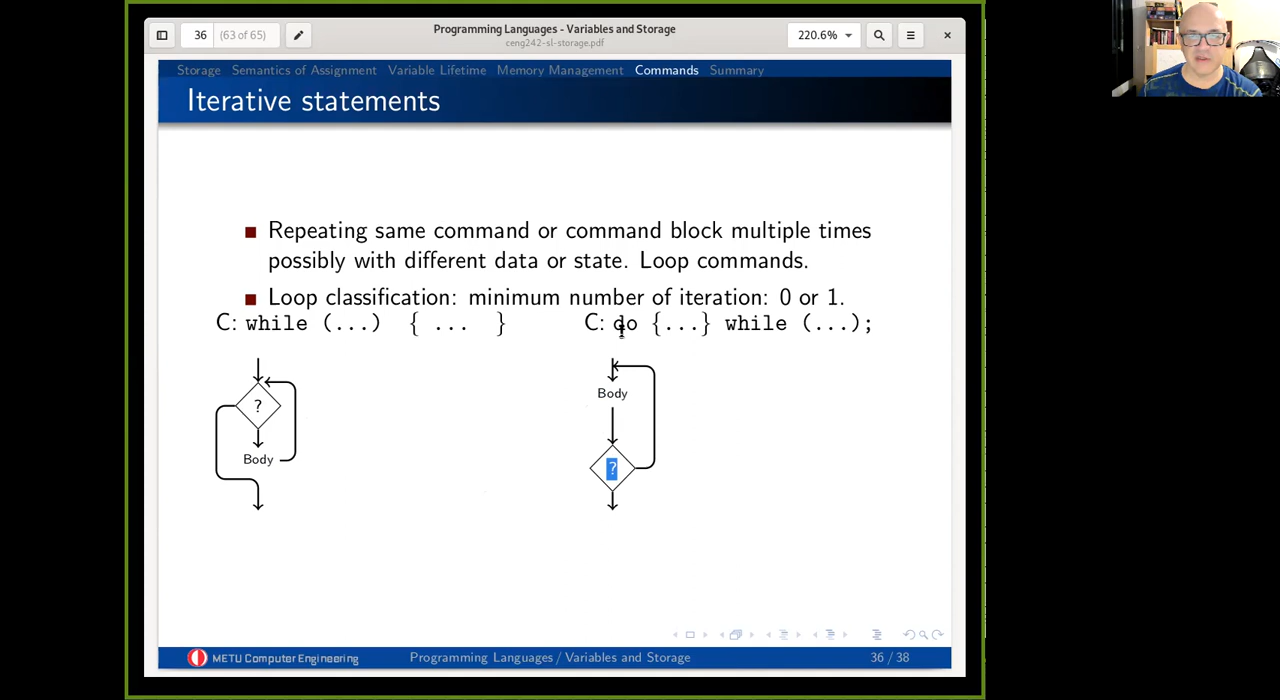 36 (63 of 65)
Programming Languages - Variables and Storage
ceng242-sl-storage.pdf
220.6%
Storage Semantics of Assignment Variable Lifetime Memory Management Commands Summary
Iterative statements
Repeating same command or command block multiple times
possibly with different data or state. Loop commands.
Loop classification: minimum number of iteration: 0 or 1.
C: while (...) { ... }
C: do {...} while (...);
?
Body
Body
?
METU Computer Engineering Programming Languages / Variables and Storage 36 / 38